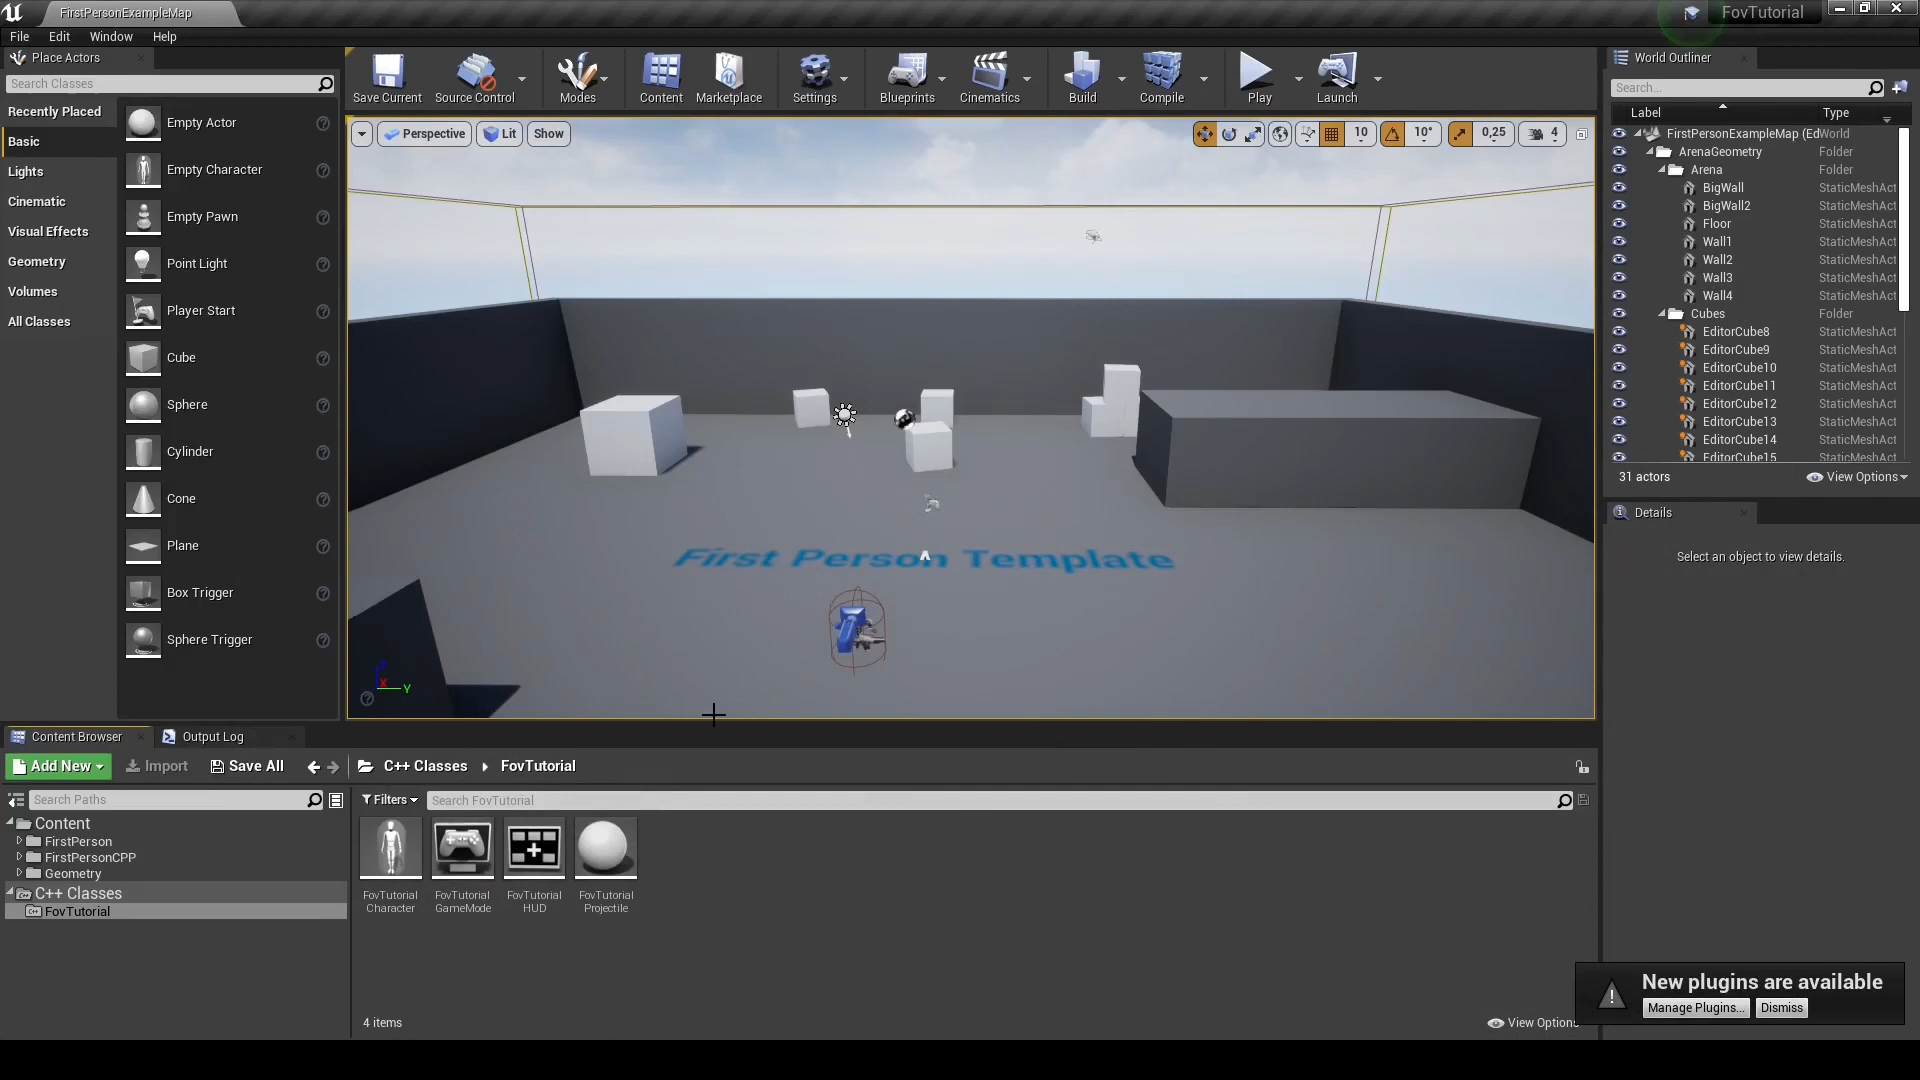 FirstPersonExampleMap
FovTutorial
File Edit Window Help
Place Actors
Search Classes
Recently Placed
Basic
Lights
Cinematic
Visual Effects
Geometry
Volumes
All Classes
Empty Actor
Empty Character
Empty Pawn
Point Light
Player Start
Cube
Sphere
Cylinder
Cone
Plane
Box Trigger
Sphere Trigger
Save Current
Source Control
Modes
Content
Marketplace
Settings
Blueprints
Cinematics
Build
Compile
Play
Launch
Perspective Lit Show
10 10° 0,25 4
First Person Template
Z
X
Y
World Outliner
Search...
Label Type
FirstPersonExampleMap (Ed World
ArenaGeometry Folder
Arena Folder
BigWall StaticMeshAct
BigWall2 StaticMeshAct
Floor StaticMeshAct
Wall1 StaticMeshAct
Wall2 StaticMeshAct
Wall3 StaticMeshAct
Wall4 StaticMeshAct
Cubes Folder
EditorCube8 StaticMeshAct
EditorCube9 StaticMeshAct
EditorCube10 StaticMeshAct
EditorCube11 StaticMeshAct
EditorCube12 StaticMeshAct
EditorCube13 StaticMeshAct
EditorCube14 StaticMeshAct
EditorCube15 StaticMeshAct
31 actors View Options
Details
Select an object to view details.
Content Browser
Output Log
Add New Import Save All C++ Classes FovTutorial
Search Paths
Content
FirstPerson
FirstPersonCPP
Geometry
C++ Classes
FovTutorial
Filters Search FovTutorial
FovTutorial
Character
FovTutorial
GameMode
FovTutorial
HUD
FovTutorial
Projectile
4 items
View Options
New plugins are available
Manage Plugins... Dismiss